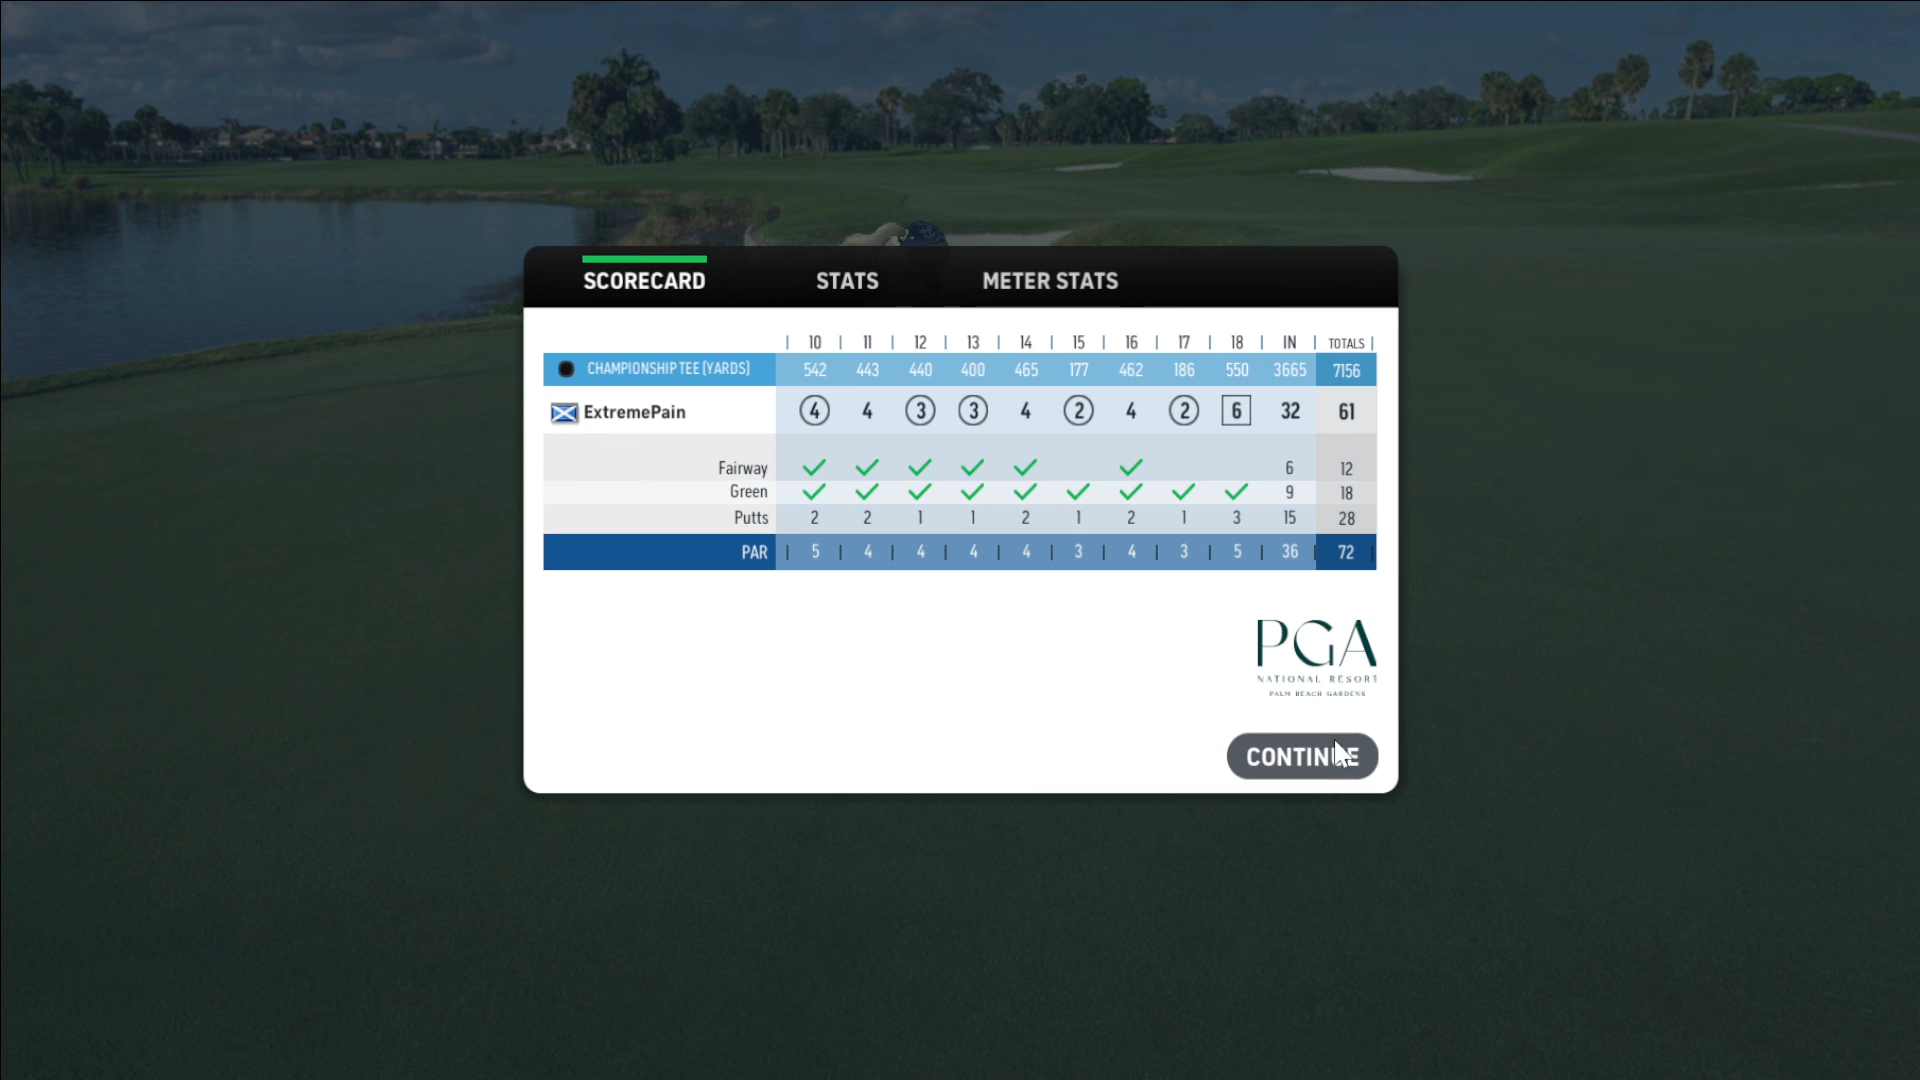 SCORECARD STATS METER STATS
| 10 | 11 | 12 | 13 | 14 | 15 | 16 | 17 | 18 | IN | TOTALS |
CHAMPIONSHIP TEE (YARDS) 542 443 440 400 465 177 462 186 550 3665 7156
ExtremePain 4 4 3 3 4 2 4 2 6 32 61
Fairway 6 12
Green 9 18
Putts 2 2 1 1 2 1 2 1 3 15 28
PAR | 5 | 4 | 4 | 4 | 4 | 3 | 4 | 3 | 5 | 36 | 72
PGA
NATIONAL RESORT
PALM BEACH GARDENS
CONTINUE